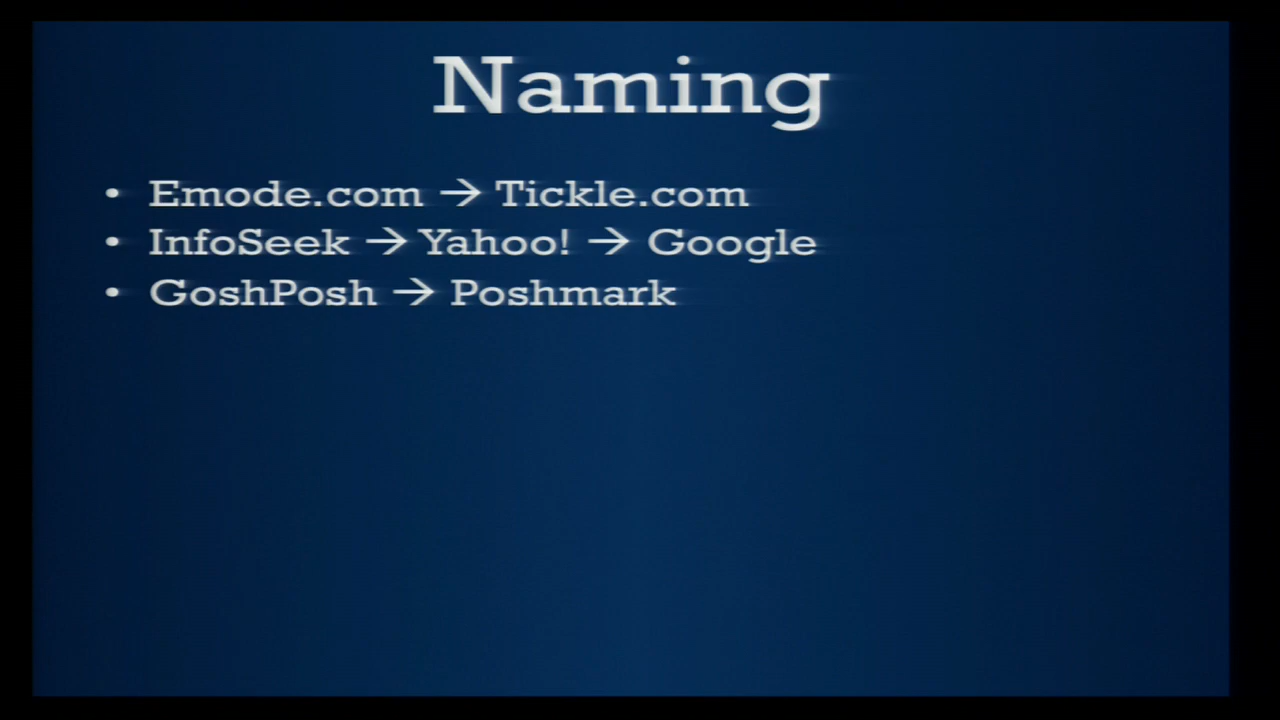 Naming
• Emode.com → Tickle.com
• InfoSeek → Yahoo! → Google
• GoshPosh → Poshmark